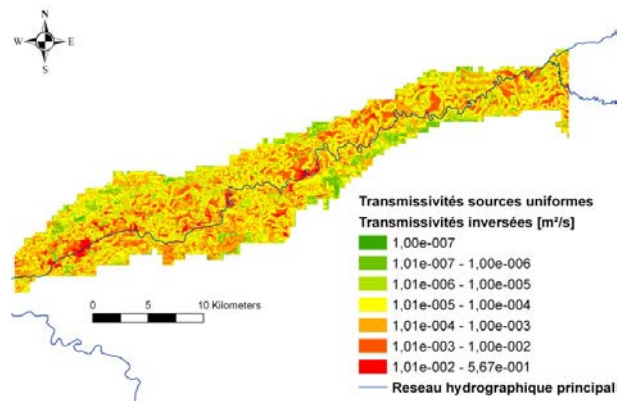 N
W E
S
Transmissivités sources uniformes
Transmissivités inversées [m²/s]
1,00e-007
1,01e-007 - 1,00e-006
1,01e-006 - 1,00e-005
1,01e-005 - 1,00e-004
1,01e-004 - 1,00e-003
1,01e-003 - 1,00e-002
1,01e-002 - 5,67e-001
Reseau hydrographique principal
0 5 10 Kilometers